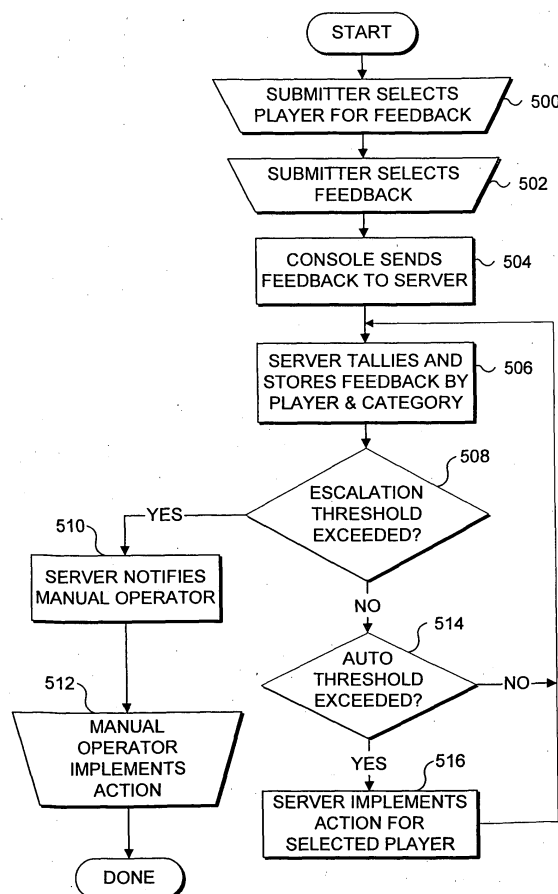 START
SUBMITTER SELECTS
PLAYER FOR FEEDBACK
500
SUBMITTER SELECTS
FEEDBACK
502
CONSOLE SENDS
FEEDBACK TO SERVER
504
SERVER TALLIES AND
STORES FEEDBACK BY
PLAYER & CATEGORY
506
508
ESCALATION
THRESHOLD
EXCEEDED?
YES
510
SERVER NOTIFIES
MANUAL OPERATOR
NO
514
AUTO
THRESHOLD
EXCEEDED?
NO
512
MANUAL
OPERATOR
IMPLEMENTS
ACTION
YES
516
SERVER IMPLEMENTS
ACTION FOR
SELECTED PLAYER
DONE